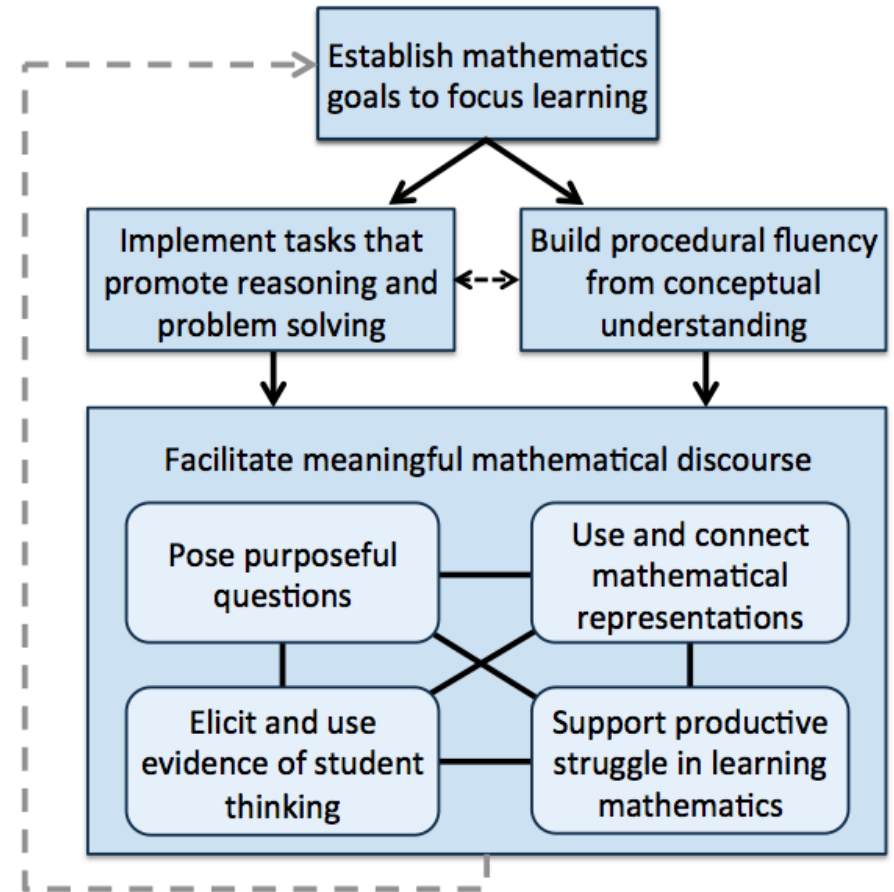 Establish mathematics
goals to focus learning
Implement tasks that
promote reasoning and
problem solving
Build procedural fluency
from conceptual
understanding
Facilitate meaningful mathematical discourse
Pose purposeful
questions
Use and connect
mathematical
representations
Elicit and use
evidence of student
thinking
Support productive
struggle in learning
mathematics